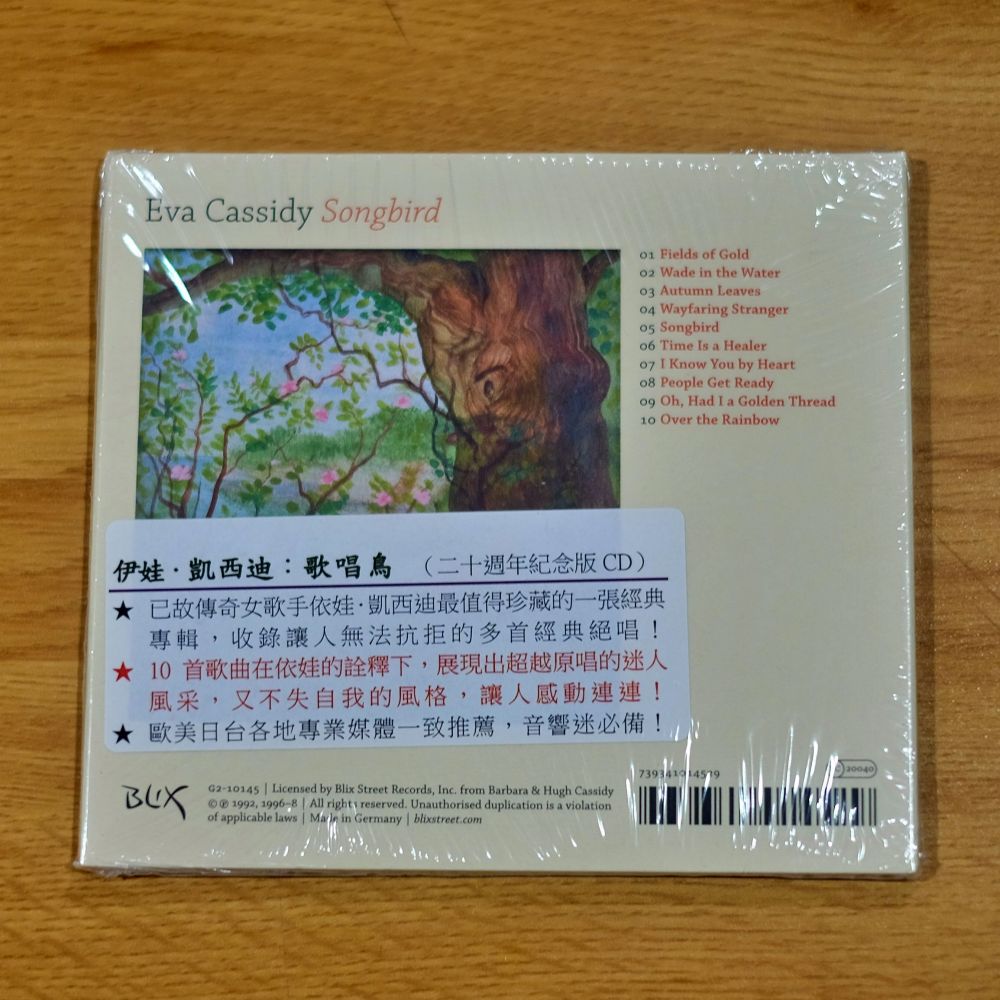 Eva Cassidy Songbird
01 Fields of Gold
02 Wade in the Water
03 Autumn Leaves
04 Wayfaring Stranger
05 Songbird
06 Time Is a Healer
07 I Know You by Heart
08 People Get Ready
09 Oh, Had I a Golden Thread
10 Over the Rainbow
伊娃·凱西迪：歌唱鳥 （二十週年紀念版 CD）
★ 已故傳奇女歌手依娃·凱西迪最值得珍藏的一張經典
專輯，收錄讓人無法抗拒的多首經典絕唱！
★ 10 首歌曲在依娃的詮釋下，展現出超越原唱的迷人
風采，又不失自我的風格，讓人感動連連！
★ 歐美日台各地專業媒體一致推薦，音響迷必備！
BLIX
G2-10145 | Licensed by Blix Street Records, Inc. from Barbara & Hugh Cassidy
© ℗ 1992, 1996–8 | All rights reserved. Unauthorised duplication is a violation
of applicable laws | Made in Germany | blixstreet.com
20040